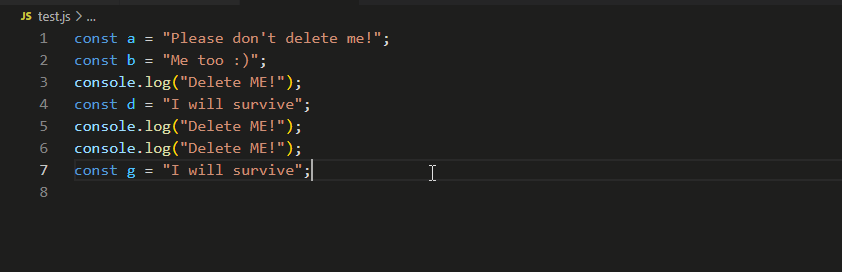 JS test.js > ...
1 const a = "Please don't delete me!";
2 const b = "Me too :)";
3 console.log("Delete ME!");
4 const d = "I will survive";
5 console.log("Delete ME!");
6 console.log("Delete ME!");
7 const g = "I will survive";
8